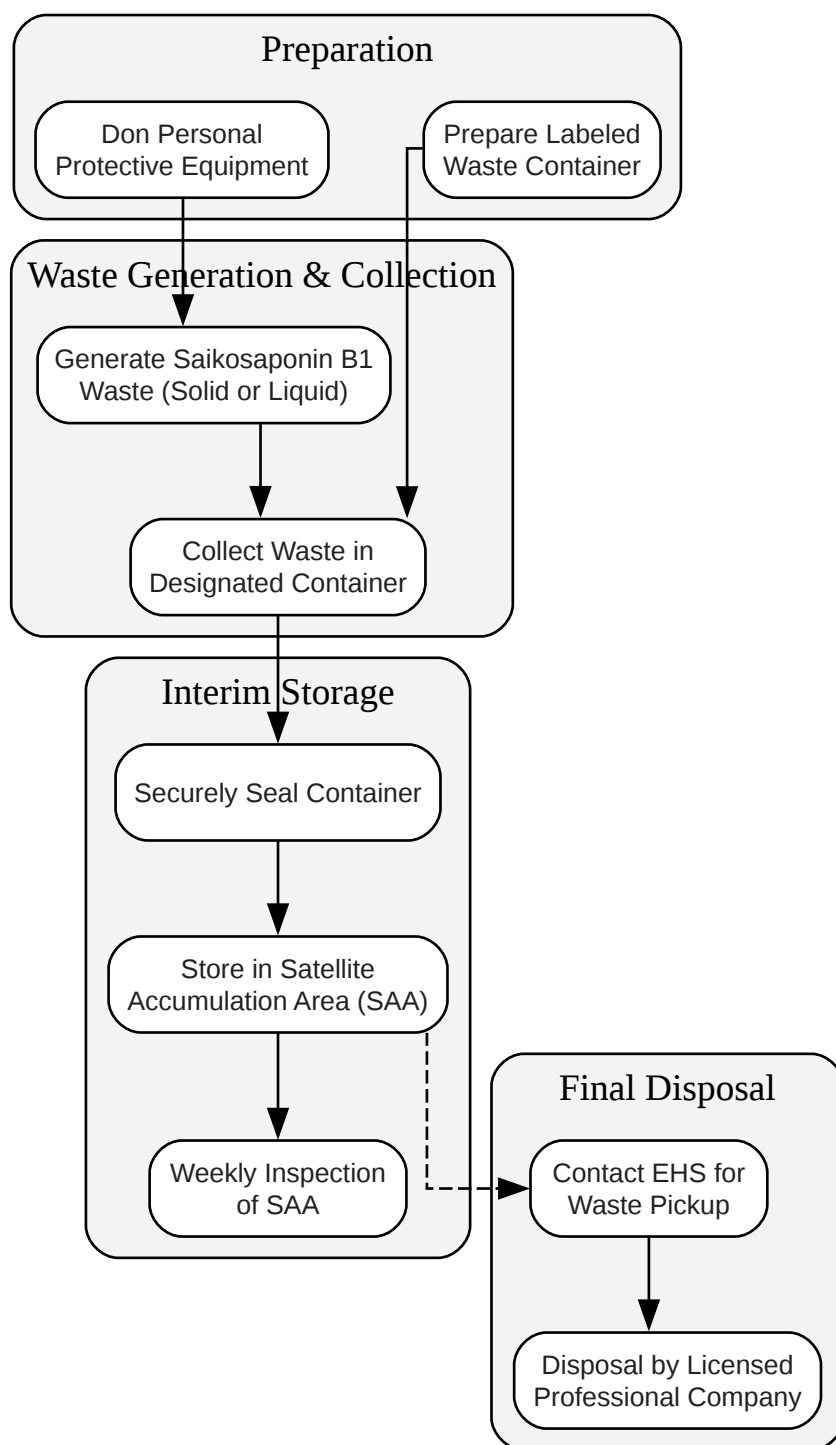 Preparation
Don Personal
Protective Equipment
Prepare Labeled
Waste Container
Waste Generation & Collection
Generate Saikosaponin B1
Waste (Solid or Liquid)
Collect Waste in
Designated Container
Interim Storage
Securely Seal Container
Store in Satellite
Accumulation Area (SAA)
Weekly Inspection
of SAA
Final Disposal
Contact EHS for
Waste Pickup
Disposal by Licensed
Professional Company